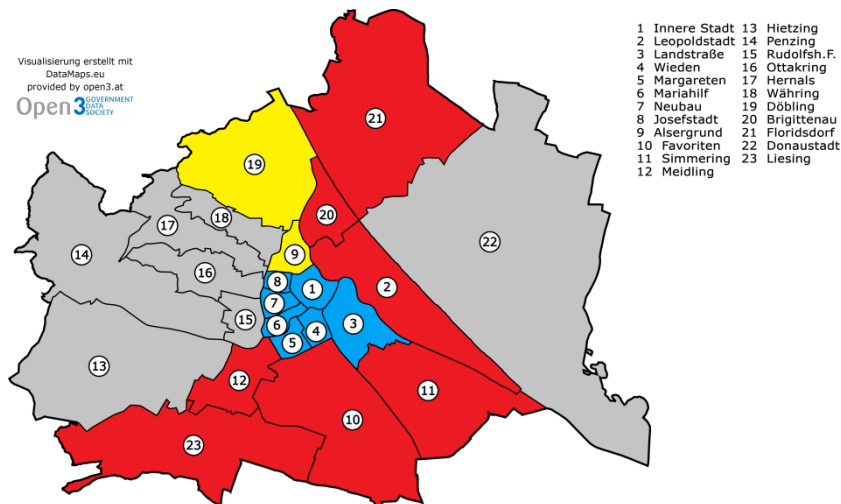 Visualisierung erstellt mit
DataMaps.eu
provided by open3.at
Open3 GOVERNMENT
DATA
SOCIETY
1 Innere Stadt 13 Hietzing
2 Leopoldstadt 14 Penzing
3 Landstraße 15 Rudolfsh.F.
4 Wieden 16 Ottakring
5 Margareten 17 Hernals
6 Mariahilf 18 Währing
7 Neubau 19 Döbling
8 Josefstadt 20 Brigittenau
9 Alsergrund 21 Floridsdorf
10 Favoriten 22 Donaustadt
11 Simmering 23 Liesing
12 Meidling
21
19
20
18
17
9
14
22
16
8
1
2
7
15
3
6
4
5
13
12
11
10
23